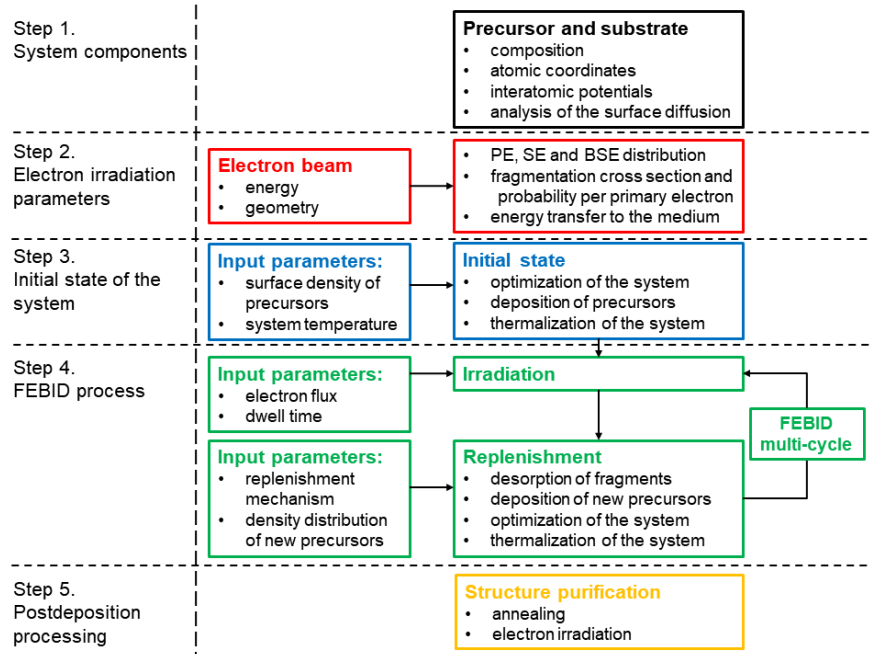 Step 1.
System components
Precursor and substrate
• composition
• atomic coordinates
• interatomic potentials
• analysis of the surface diffusion
Step 2.
Electron irradiation
parameters
Electron beam
• energy
• geometry
• PE, SE and BSE distribution
• fragmentation cross section and
probability per primary electron
• energy transfer to the medium
Step 3.
Initial state of the
system
Input parameters:
• surface density of
precursors
• system temperature
Initial state
• optimization of the system
• deposition of precursors
• thermalization of the system
Step 4.
FEBID process
Input parameters:
• electron flux
• dwell time
Irradiation
FEBID
multi-cycle
Input parameters:
• replenishment
mechanism
• density distribution
of new precursors
Replenishment
• desorption of fragments
• deposition of new precursors
• optimization of the system
• thermalization of the system
Step 5.
Postdeposition
processing
Structure purification
• annealing
• electron irradiation